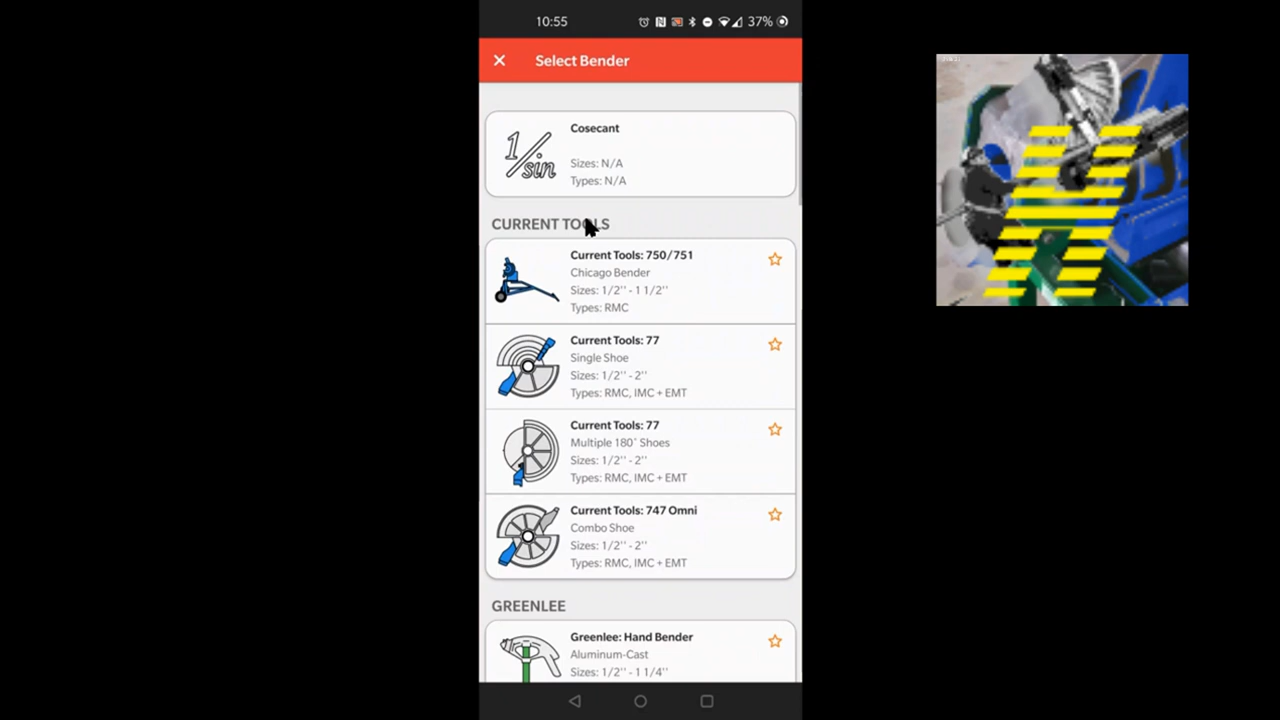 10:55
37%
Select Bender
1/sin
Cosecant
Sizes: N/A
Types: N/A
CURRENT TOOLS
Current Tools: 750/751
Chicago Bender
Sizes: 1/2'' - 1 1/2''
Types: RMC
Current Tools: 77
Single Shoe
Sizes: 1/2'' - 2''
Types: RMC, IMC + EMT
Current Tools: 77
Multiple 180° Shoes
Sizes: 1/2'' - 2''
Types: RMC, IMC + EMT
Current Tools: 747 Omni
Combo Shoe
Sizes: 1/2'' - 2''
Types: RMC, IMC + EMT
GREENLEE
Greenlee: Hand Bender
Aluminum-Cast
Sizes: 1/2'' - 1 1/4''